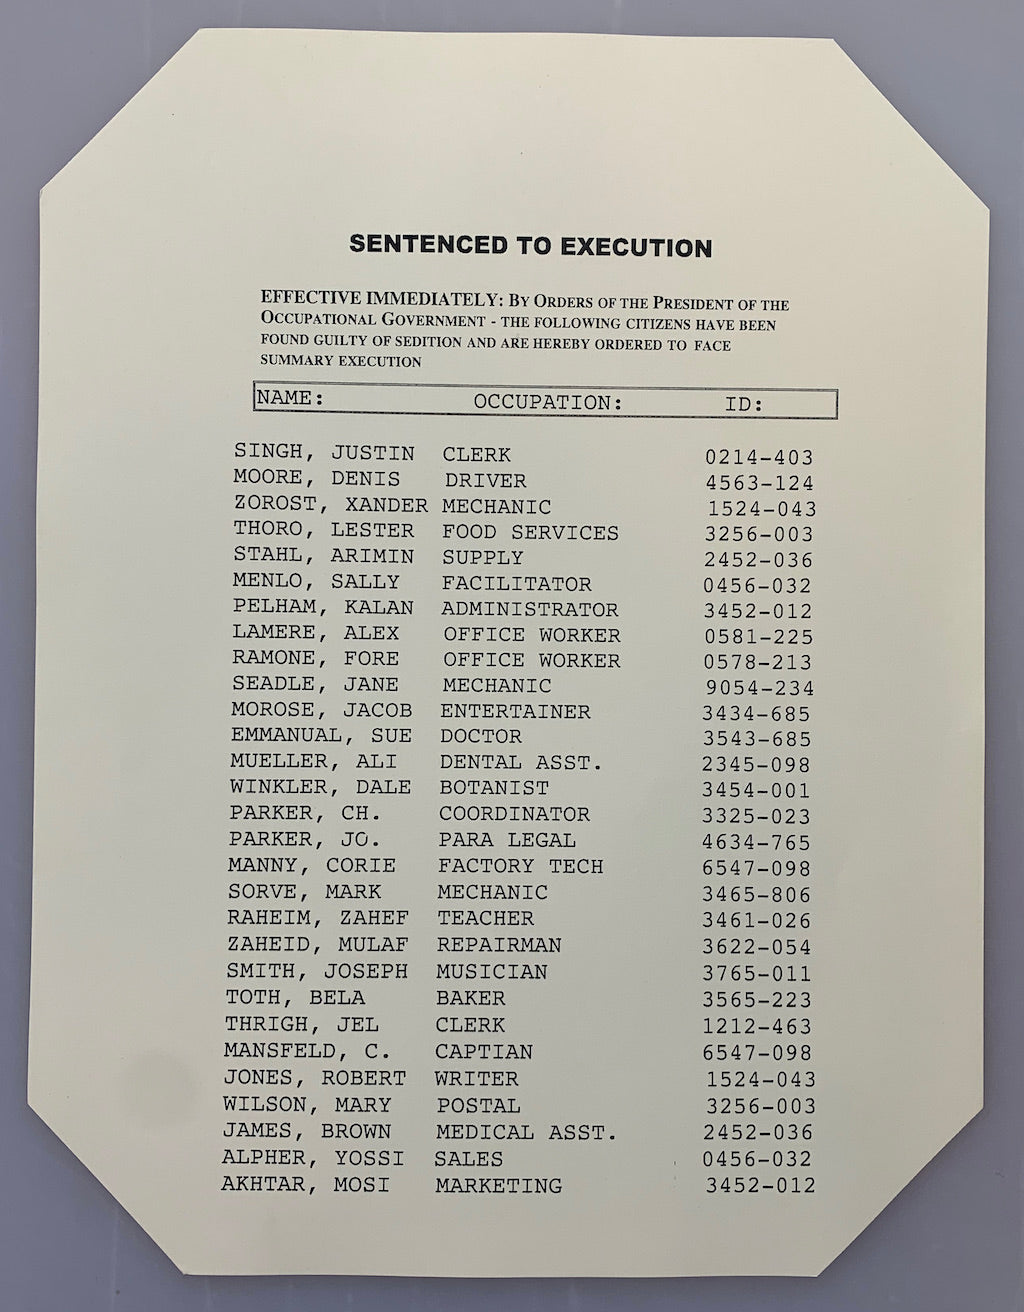 SENTENCED TO EXECUTION
EFFECTIVE IMMEDIATELY: BY ORDERS OF THE PRESIDENT OF THE
OCCUPATIONAL GOVERNMENT - THE FOLLOWING CITIZENS HAVE BEEN
FOUND GUILTY OF SEDITION AND ARE HEREBY ORDERED TO FACE
SUMMARY EXECUTION
NAME: OCCUPATION: ID:
SINGH, JUSTIN CLERK 0214-403
MOORE, DENIS DRIVER 4563-124
ZOROST, XANDER MECHANIC 1524-043
THORO, LESTER FOOD SERVICES 3256-003
STAHL, ARIMIN SUPPLY 2452-036
MENLO, SALLY FACILITATOR 0456-032
PELHAM, KALAN ADMINISTRATOR 3452-012
LAMERE, ALEX OFFICE WORKER 0581-225
RAMONE, FORE OFFICE WORKER 0578-213
SEADLE, JANE MECHANIC 9054-234
MOROSE, JACOB ENTERTAINER 3434-685
EMMANUAL, SUE DOCTOR 3543-685
MUELLER, ALI DENTAL ASST. 2345-098
WINKLER, DALE BOTANIST 3454-001
PARKER, CH. COORDINATOR 3325-023
PARKER, JO. PARA LEGAL 4634-765
MANNY, CORIE FACTORY TECH 6547-098
SORVE, MARK MECHANIC 3465-806
RAHEIM, ZAHEF TEACHER 3461-026
ZAHEID, MULAF REPAIRMAN 3622-054
SMITH, JOSEPH MUSICIAN 3765-011
TOTH, BELA BAKER 3565-223
THRIGH, JEL CLERK 1212-463
MANSFELD, C. CAPTIAN 6547-098
JONES, ROBERT WRITER 1524-043
WILSON, MARY POSTAL 3256-003
JAMES, BROWN MEDICAL ASST. 2452-036
ALPHER, YOSSI SALES 0456-032
AKHTAR, MOSI MARKETING 3452-012